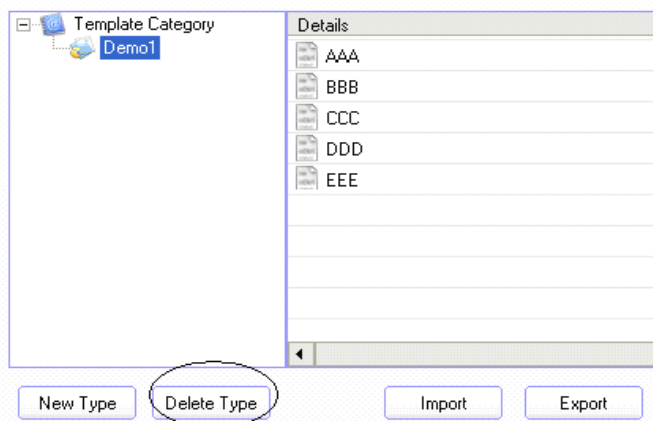 Template Category
Demo1
Details
AAA
BBB
CCC
DDD
EEE
New Type
Delete Type
Import
Export